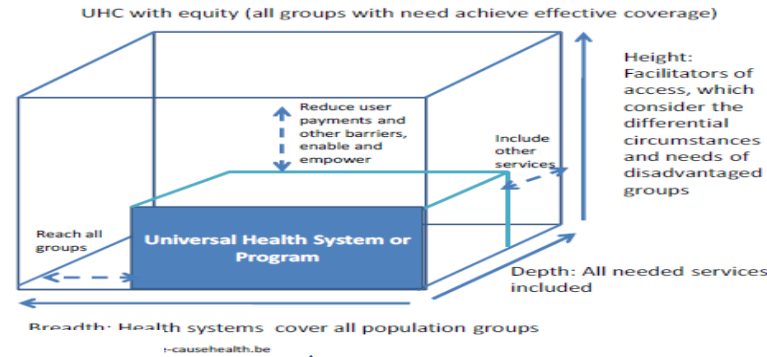 UHC with equity (all groups with need achieve effective coverage)
Height:
Facilitators of
access, which
consider the
differential
circumstances
and needs of
disadvantaged
groups
Reduce user
payments and
other barriers,
enable and
empower
Include
other
services
Reach all
groups
Universal Health System or
Program
Depth: All needed services
included
Breadth: Health systems cover all population groups
-causehealth.be